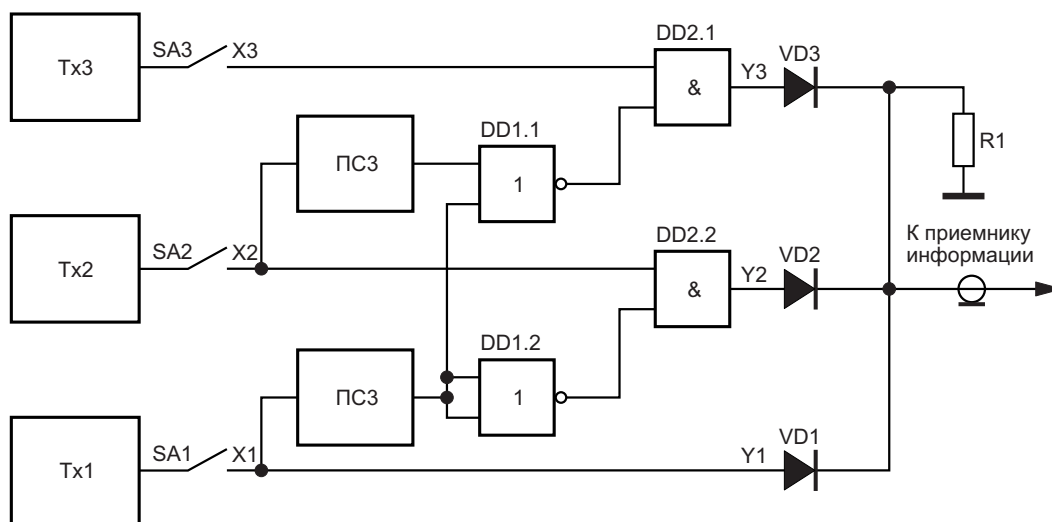 DD2.1
VD3
Tx3
SA3
X3
Y3
&
DD1.1
R1
ПС3
1
DD2.2
К приемнику
информации
Tx2
SA2
X2
Y2
VD2
&
DD1.2
ПС3
1
Tx1
SA1
X1
Y1
VD1